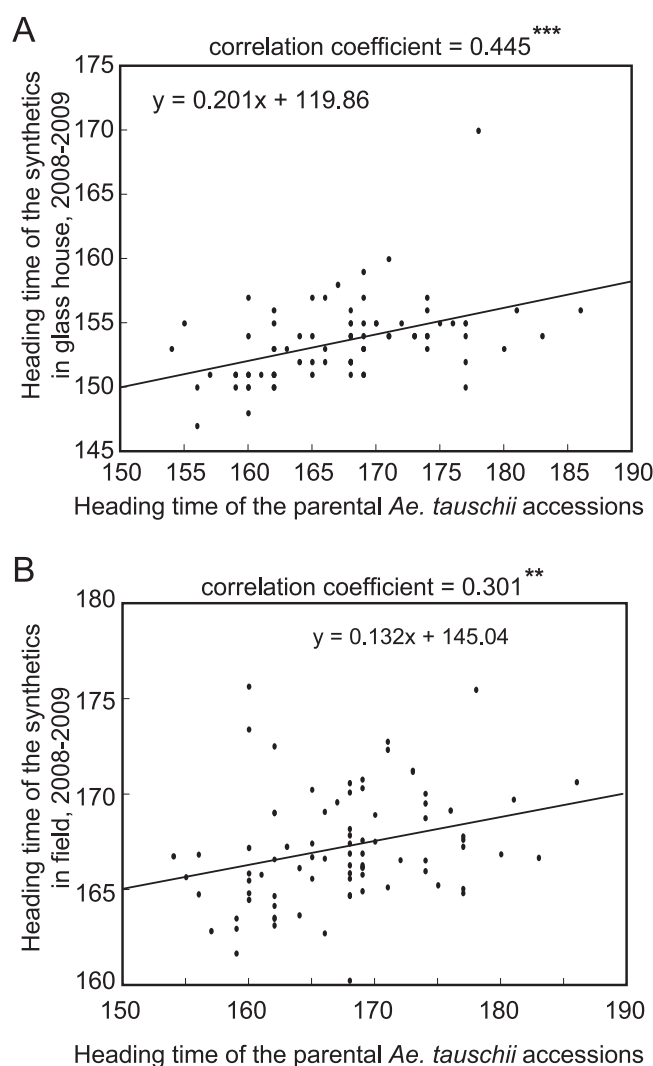 A
correlation coefficient = 0.445***
y = 0.201x + 119.86
Heading time of the synthetics
in glass house, 2008-2009
175
170
165
160
155
150
145
150 155 160 165 170 175 180 185 190
Heading time of the parental Ae. tauschii accessions
B
correlation coefficient = 0.301**
y = 0.132x + 145.04
Heading time of the synthetics
in field, 2008-2009
180
175
170
165
160
150 160 170 180 190
Heading time of the parental Ae. tauschii accessions